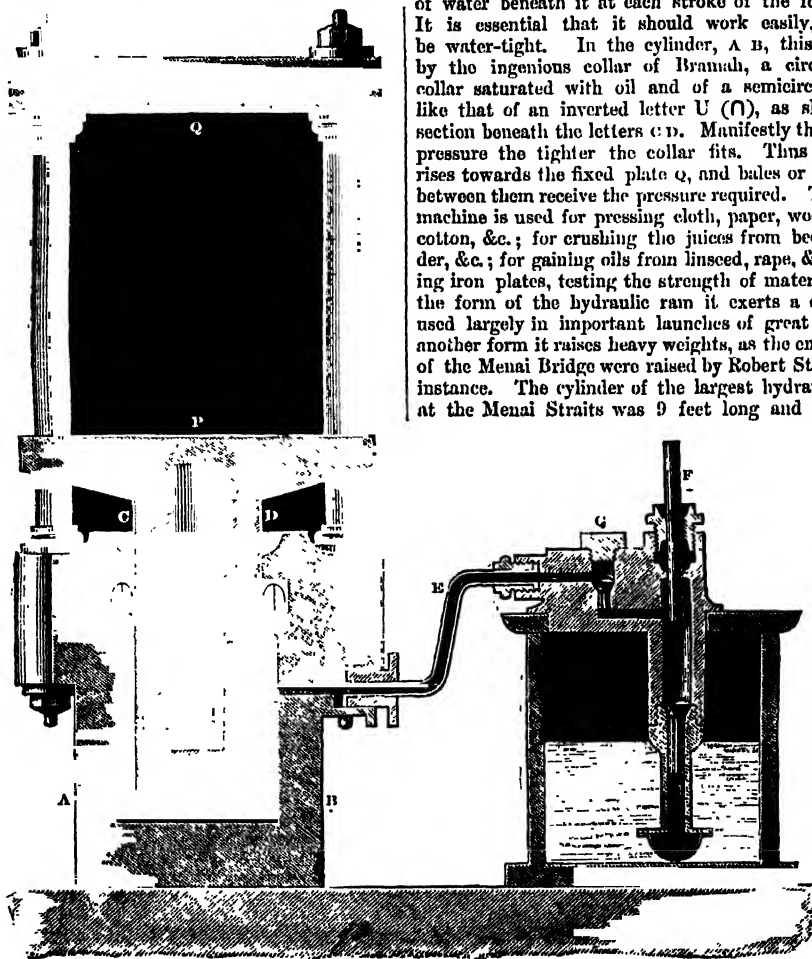 of water beneath it at each stroke of the
It is essential that it should work easily,
be water-tight. In the cylinder, A B, this
by the ingenious collar of Bramah, a circ
collar saturated with oil and of a semicirc
like that of an inverted letter U (∩), as s
section beneath the letters C D. Manifestly th
pressure the tighter the collar fits. Thus
rises towards the fixed plate Q, and bales or
between them receive the pressure required.
machine is used for pressing cloth, paper, wo
cotton, &c.; for crushing the juices from bee
der, &c.; for gaining oils from linseed, rape, &
ing iron plates, testing the strength of mater
the form of the hydraulic ram it exerts a
used largely in important launches of great
another form it raises heavy weights, as the en
of the Menai Bridge were raised by Robert St
instance. The cylinder of the largest hydra
at the Menai Straits was 9 feet long and
Q
P
C
D
F
G
E
A
B